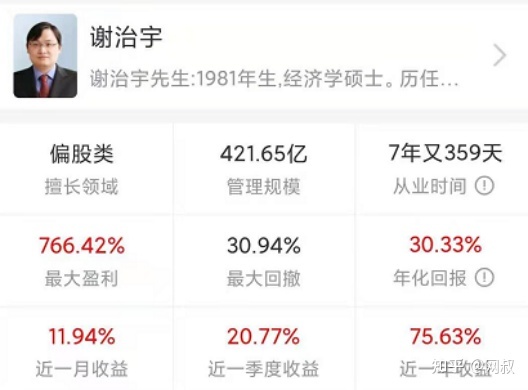 谢治宇
谢治宇先生:1981年生,经济学硕士。历任...
偏股类 421.65亿 7年又359天
擅长领域 管理规模 从业时间
766.42% 30.94% 30.33%
最大盈利 最大回撤 年化回报
11.94% 20.77% 75.63%
近一月收益 近一季度收益 近一年收益
知乎 @网叔